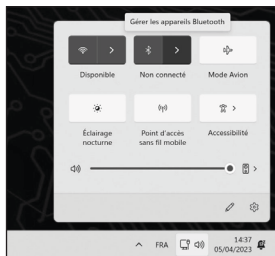 Gérer les appareils Bluetooth
Disponible
Non connecté
Mode Avion
Éclairage
nocturne
Point d'accès
sans fil mobile
Accessibilité
FRA
14:37
05/04/2023